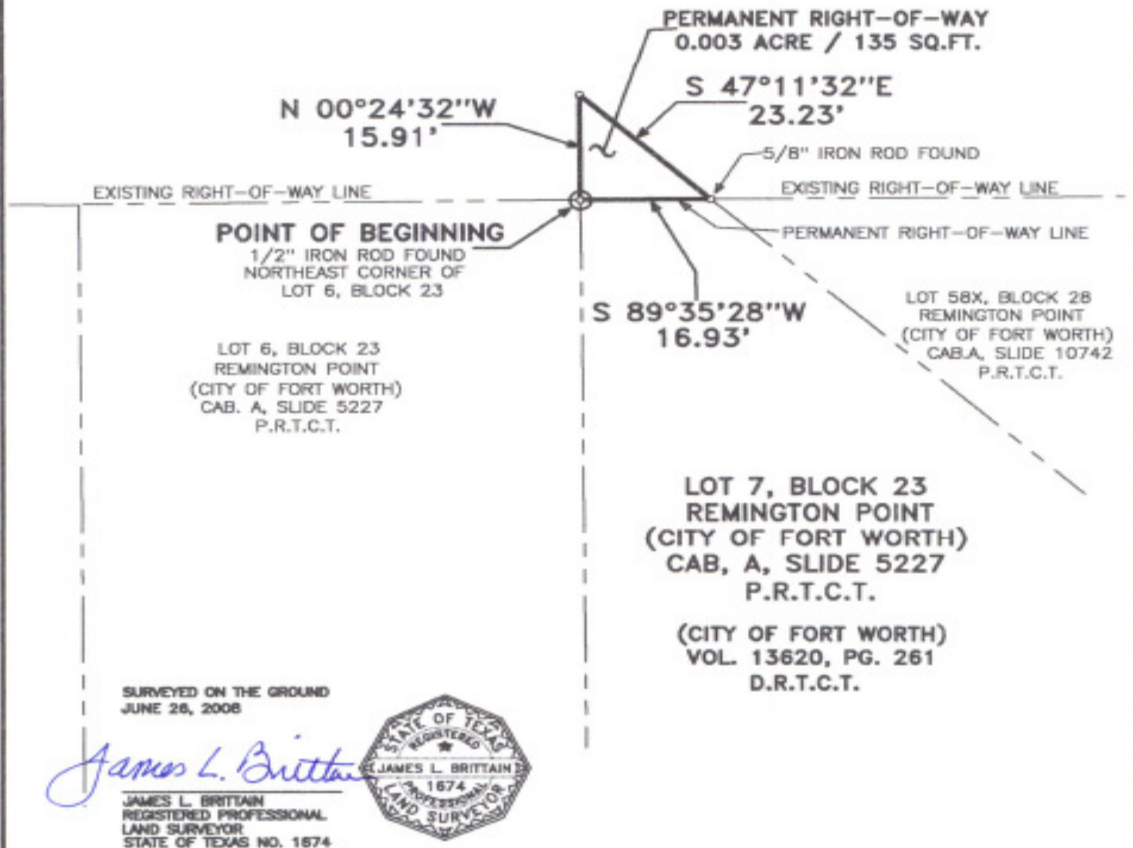 PERMANENT RIGHT-OF-WAY
0.003 ACRE / 135 SQ.FT.
N 00°24'32"W
15.91'
S 47°11'32"E
23.23'
5/8" IRON ROD FOUND
EXISTING RIGHT-OF-WAY LINE
EXISTING RIGHT-OF-WAY LINE
POINT OF BEGINNING
1/2" IRON ROD FOUND
NORTHEAST CORNER OF
LOT 6, BLOCK 23
PERMANENT RIGHT-OF-WAY LINE
S 89°35'28"W
16.93'
LOT 58X, BLOCK 28
REMINGTON POINT
(CITY OF FORT WORTH)
CAB.A, SLIDE 10742
P.R.T.C.T.
LOT 6, BLOCK 23
REMINGTON POINT
(CITY OF FORT WORTH)
CAB. A, SLIDE 5227
P.R.T.C.T.
LOT 7, BLOCK 23
REMINGTON POINT
(CITY OF FORT WORTH)
CAB, A, SLIDE 5227
P.R.T.C.T.
(CITY OF FORT WORTH)
VOL. 13620, PG. 261
D.R.T.C.T.
SURVEYED ON THE GROUND
JUNE 26, 2008
James L. Brittain
JAMES L. BRITTAIN
REGISTERED PROFESSIONAL
LAND SURVEYOR
STATE OF TEXAS NO. 1674
STATE OF TEXAS
REGISTERED
JAMES L. BRITTAIN
1674
PROFESSIONAL
LAND SURVEYOR